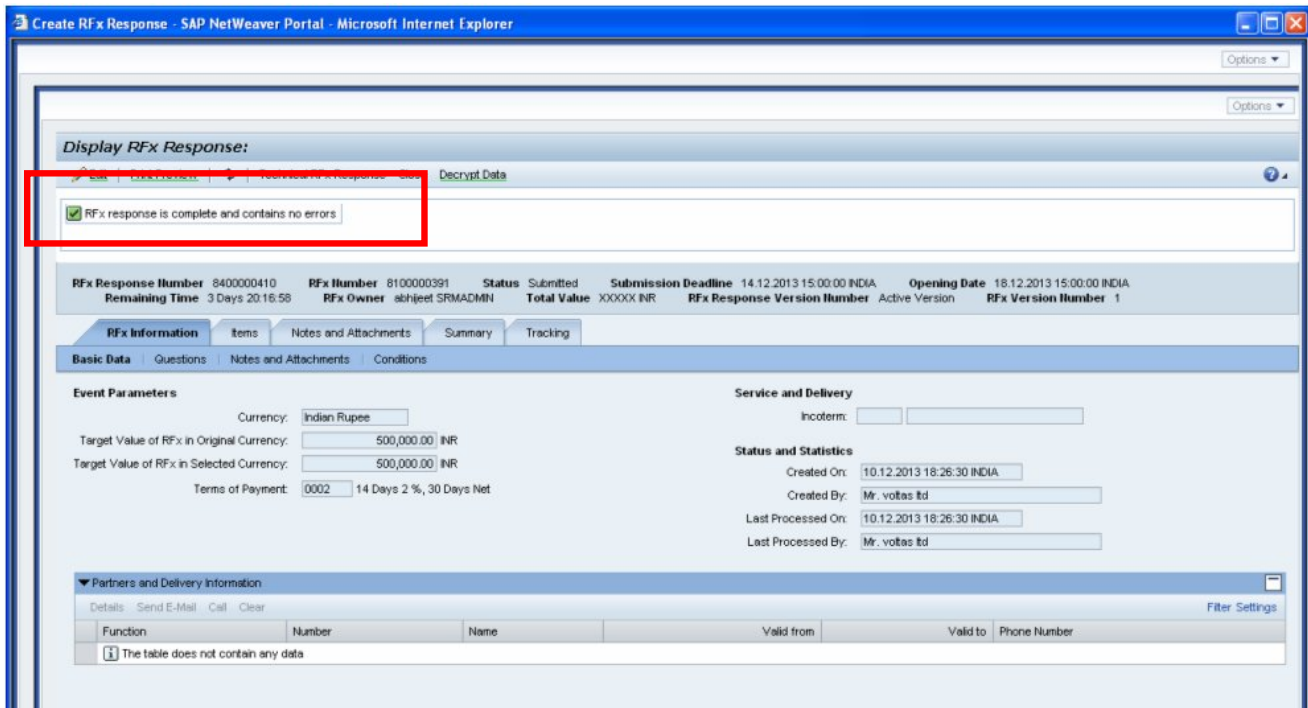 Create RFx Response - SAP NetWeaver Portal - Microsoft Internet Explorer
Options
Options
Display RFx Response:
Edit Print Preview Technical RFx Response Close Decrypt Data
RFx response is complete and contains no errors
RFx Response Number 8400000410 RFx Number 8100000391 Status Submitted Submission Deadline 14.12.2013 15:00:00 INDIA Opening Date 18.12.2013 15:00:00 INDIA
Remaining Time 3 Days 20:16:58 RFx Owner abhijeet SRMADMIN Total Value XXXXX INR RFx Response Version Number Active Version RFx Version Number 1
RFx Information Items Notes and Attachments Summary Tracking
Basic Data Questions Notes and Attachments Conditions
Event Parameters Service and Delivery
Currency: Indian Rupee Incoterm:
Target Value of RFx in Original Currency: 500,000.00 INR
Status and Statistics
Target Value of RFx in Selected Currency: 500,000.00 INR
Created On: 10.12.2013 18:26:30 INDIA
Terms of Payment: 0002 14 Days 2 %, 30 Days Net
Created By: Mr. voltas ltd
Last Processed On: 10.12.2013 18:26:30 INDIA
Last Processed By: Mr. voltas ltd
Partners and Delivery Information
Details Send E-Mail Call Clear Filter Settings
Function Number Name Valid from Valid to Phone Number
The table does not contain any data